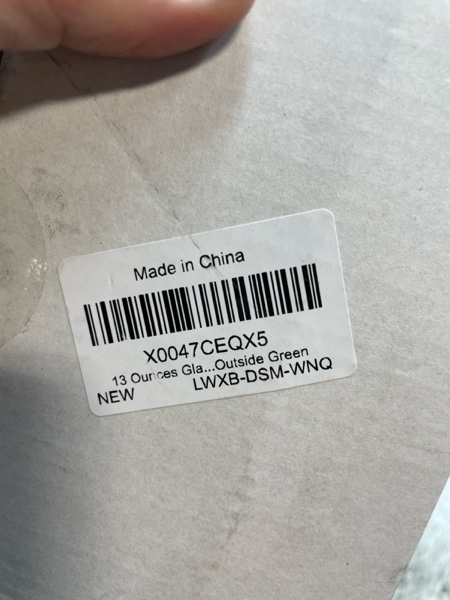 Made in China
X0047CEQX5
13 Ounces Gla...Outside Green
NEW LWXB-DSM-WNQ